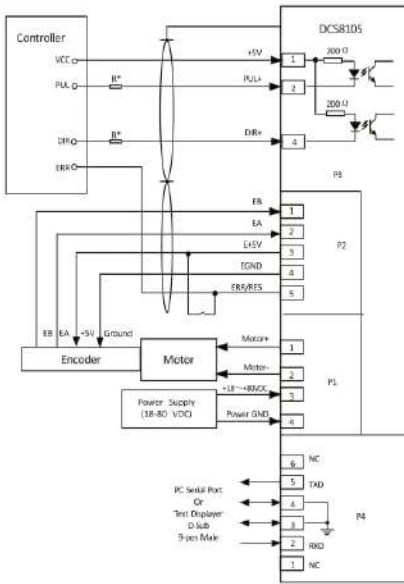 DCS810S
Controller
VCC
+5V
1
200 Ω
PUL
R*
PUL+
2
200 Ω
DIR
R*
DIR+
4
ERR
P3
EB
1
EA
2
P2
E+5V
3
EGND
4
ERR/RES
5
EB EA +5V Ground
Encoder
Motor
Motor+
1
Motor-
2
P1
Power Supply
(18-80 VDC)
+18~+80VDC
3
Power GND
4
6
NC
5
TXD
PC Serial Port
Or
Text Displayer
D-Sub
9-pos Male
4
3
P4
2
RXD
1
NC